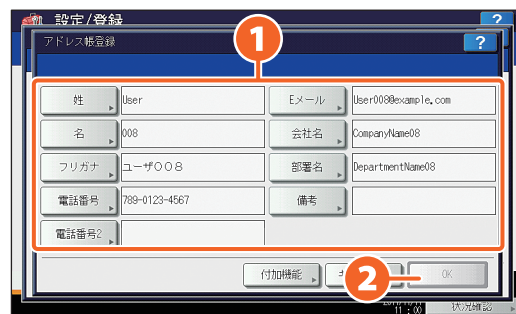 設定/登録 ?
アドレス帳登録 ?
1
姓 User Eメール User008@example.com
名 008 会社名 CompanyName08
フリガナ ユーザ008 部署名 DepartmentName08
電話番号 789-0123-4567 備考
電話番号2
付加機能 2 OK
11:00 状況確認